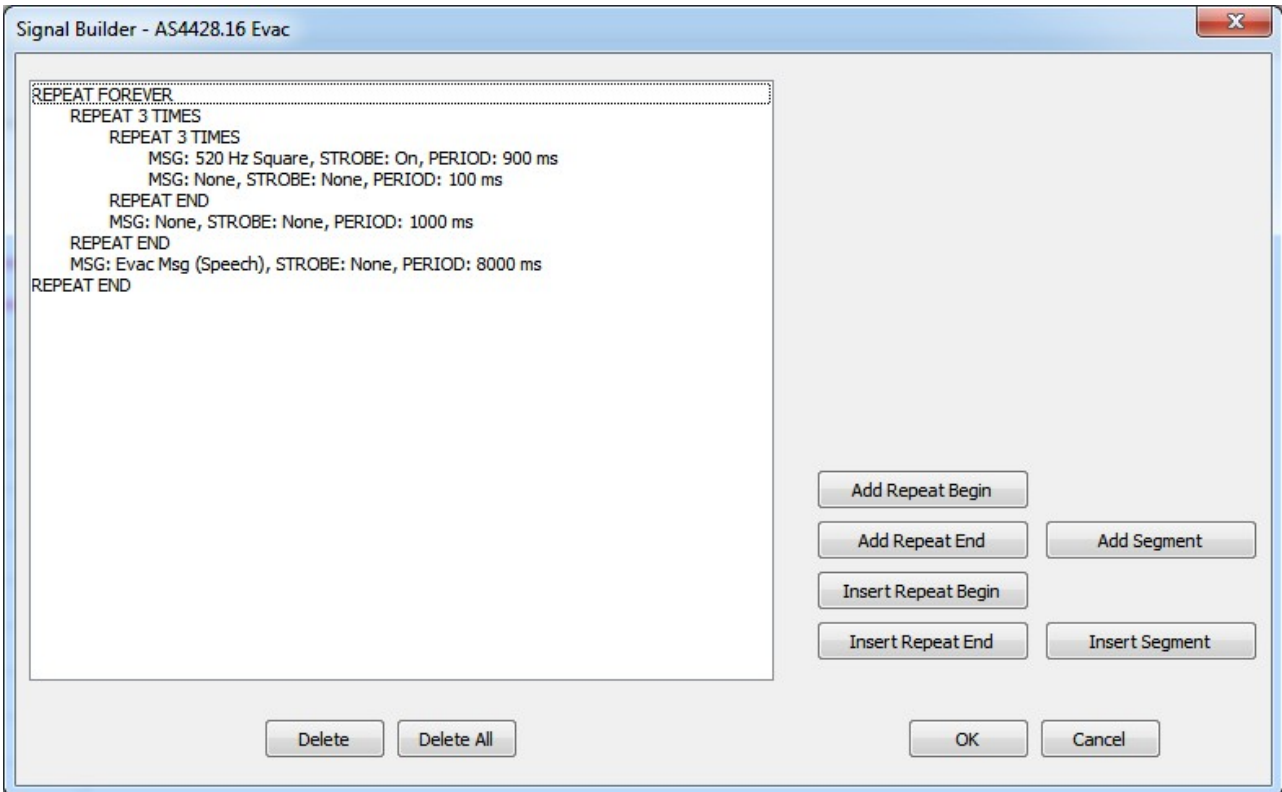 Signal Builder - AS4428.16 Evac
REPEAT FOREVER
REPEAT 3 TIMES
REPEAT 3 TIMES
MSG: 520 Hz Square, STROBE: On, PERIOD: 900 ms
MSG: None, STROBE: None, PERIOD: 100 ms
REPEAT END
MSG: None, STROBE: None, PERIOD: 1000 ms
REPEAT END
MSG: Evac Msg (Speech), STROBE: None, PERIOD: 8000 ms
REPEAT END
Add Repeat Begin
Add Repeat End Add Segment
Insert Repeat Begin
Insert Repeat End Insert Segment
Delete Delete All OK Cancel